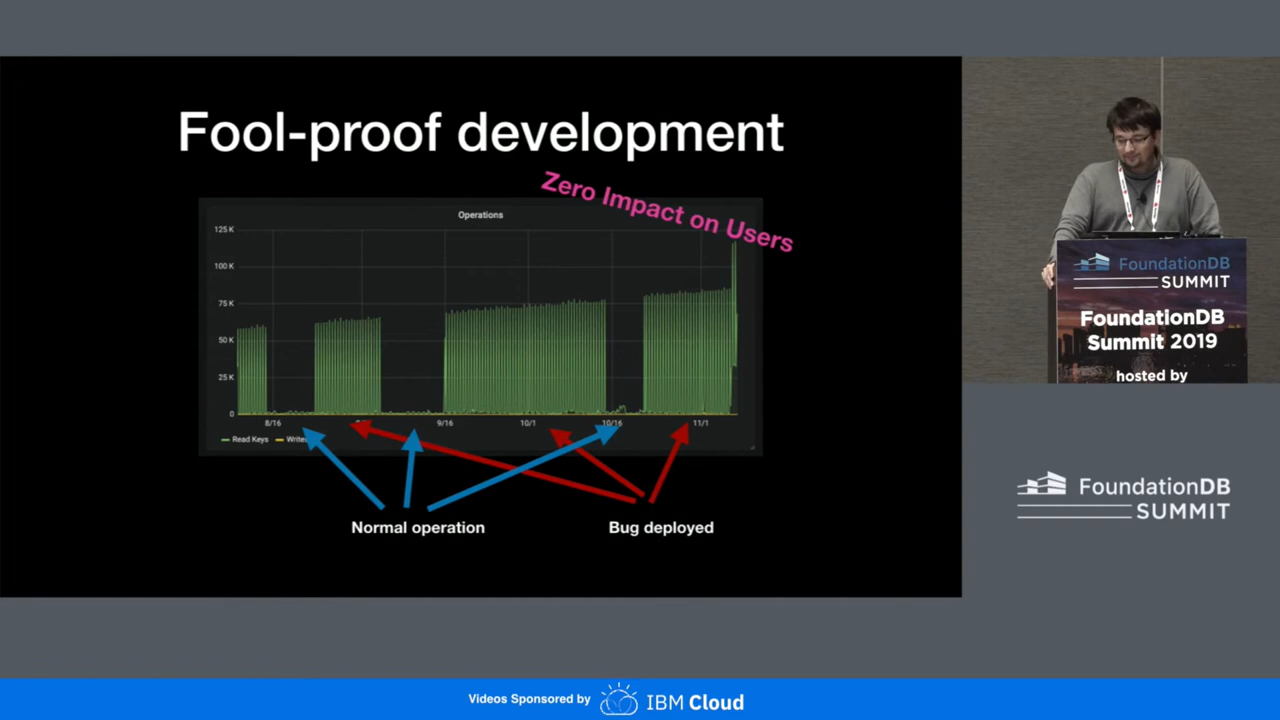 Fool-proof development
Zero Impact on Users
Operations
125 K
100 K
75 K
50 K
25 K
0
8/16
9/16
10/1
10/16
11/1
Read Keys
Normal operation
Bug deployed
FoundationDB
SUMMIT
FoundationDB
Summit 2019
hosted by
FoundationDB
SUMMIT
Videos Sponsored by
IBM Cloud